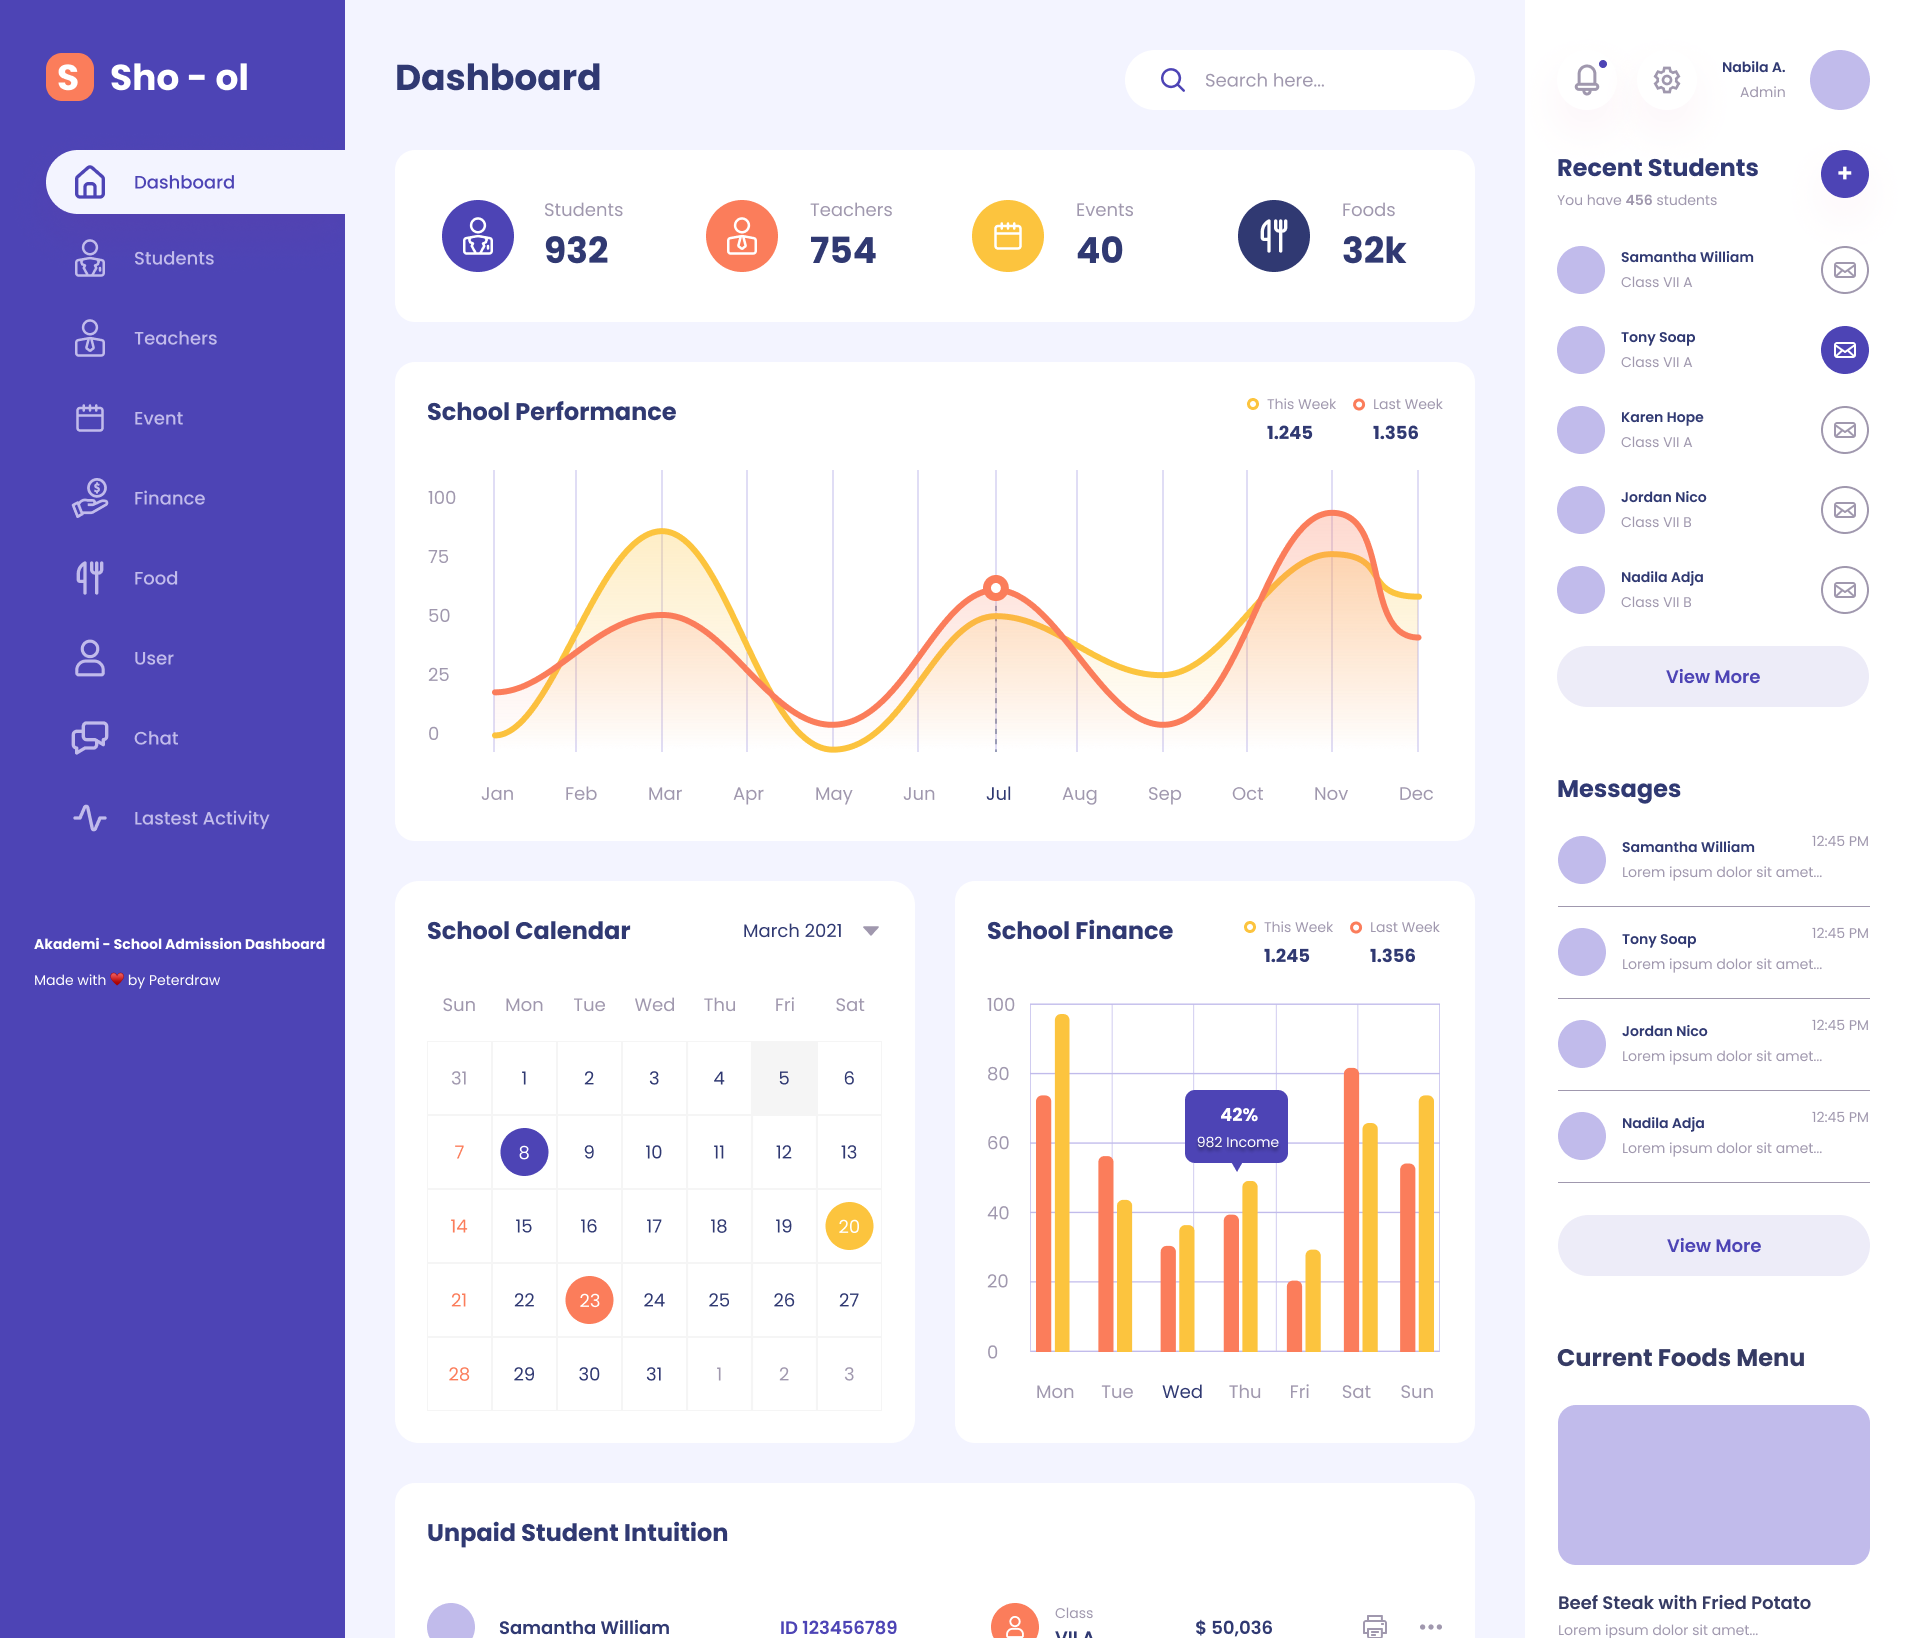 S Sho - ol
Dashboard
Students
Teachers
Event
Finance
Food
User
Chat
Lastest Activity
Akademi - School Admission Dashboard
Made with ❤️ by Peterdraw
Dashboard
Search here...
Students
932
Teachers
754
Events
40
Foods
32k
School Performance
This Week
1.245
Last Week
1.356
100
75
50
25
0
Jan Feb Mar Apr May Jun Jul Aug Sep Oct Nov Dec
School Calendar
March 2021
Sun Mon Tue Wed Thu Fri Sat
31 1 2 3 4 5 6
7 8 9 10 11 12 13
14 15 16 17 18 19 20
21 22 23 24 25 26 27
28 29 30 31 1 2 3
School Finance
This Week
1.245
Last Week
1.356
100
80
60
40
20
0
42%
982 Income
Mon Tue Wed Thu Fri Sat Sun
Unpaid Student Intuition
Samantha William
ID 123456789
Class
VII A
$ 50,036
Nabila A.
Admin
Recent Students
You have 456 students
+
Samantha William
Class VII A
Tony Soap
Class VII A
Karen Hope
Class VII A
Jordan Nico
Class VII B
Nadila Adja
Class VII B
View More
Messages
Samantha William
12:45 PM
Lorem ipsum dolor sit amet...
Tony Soap
12:45 PM
Lorem ipsum dolor sit amet...
Jordan Nico
12:45 PM
Lorem ipsum dolor sit amet...
Nadila Adja
12:45 PM
Lorem ipsum dolor sit amet...
View More
Current Foods Menu
Beef Steak with Fried Potato
Lorem ipsum dolor sit amet...